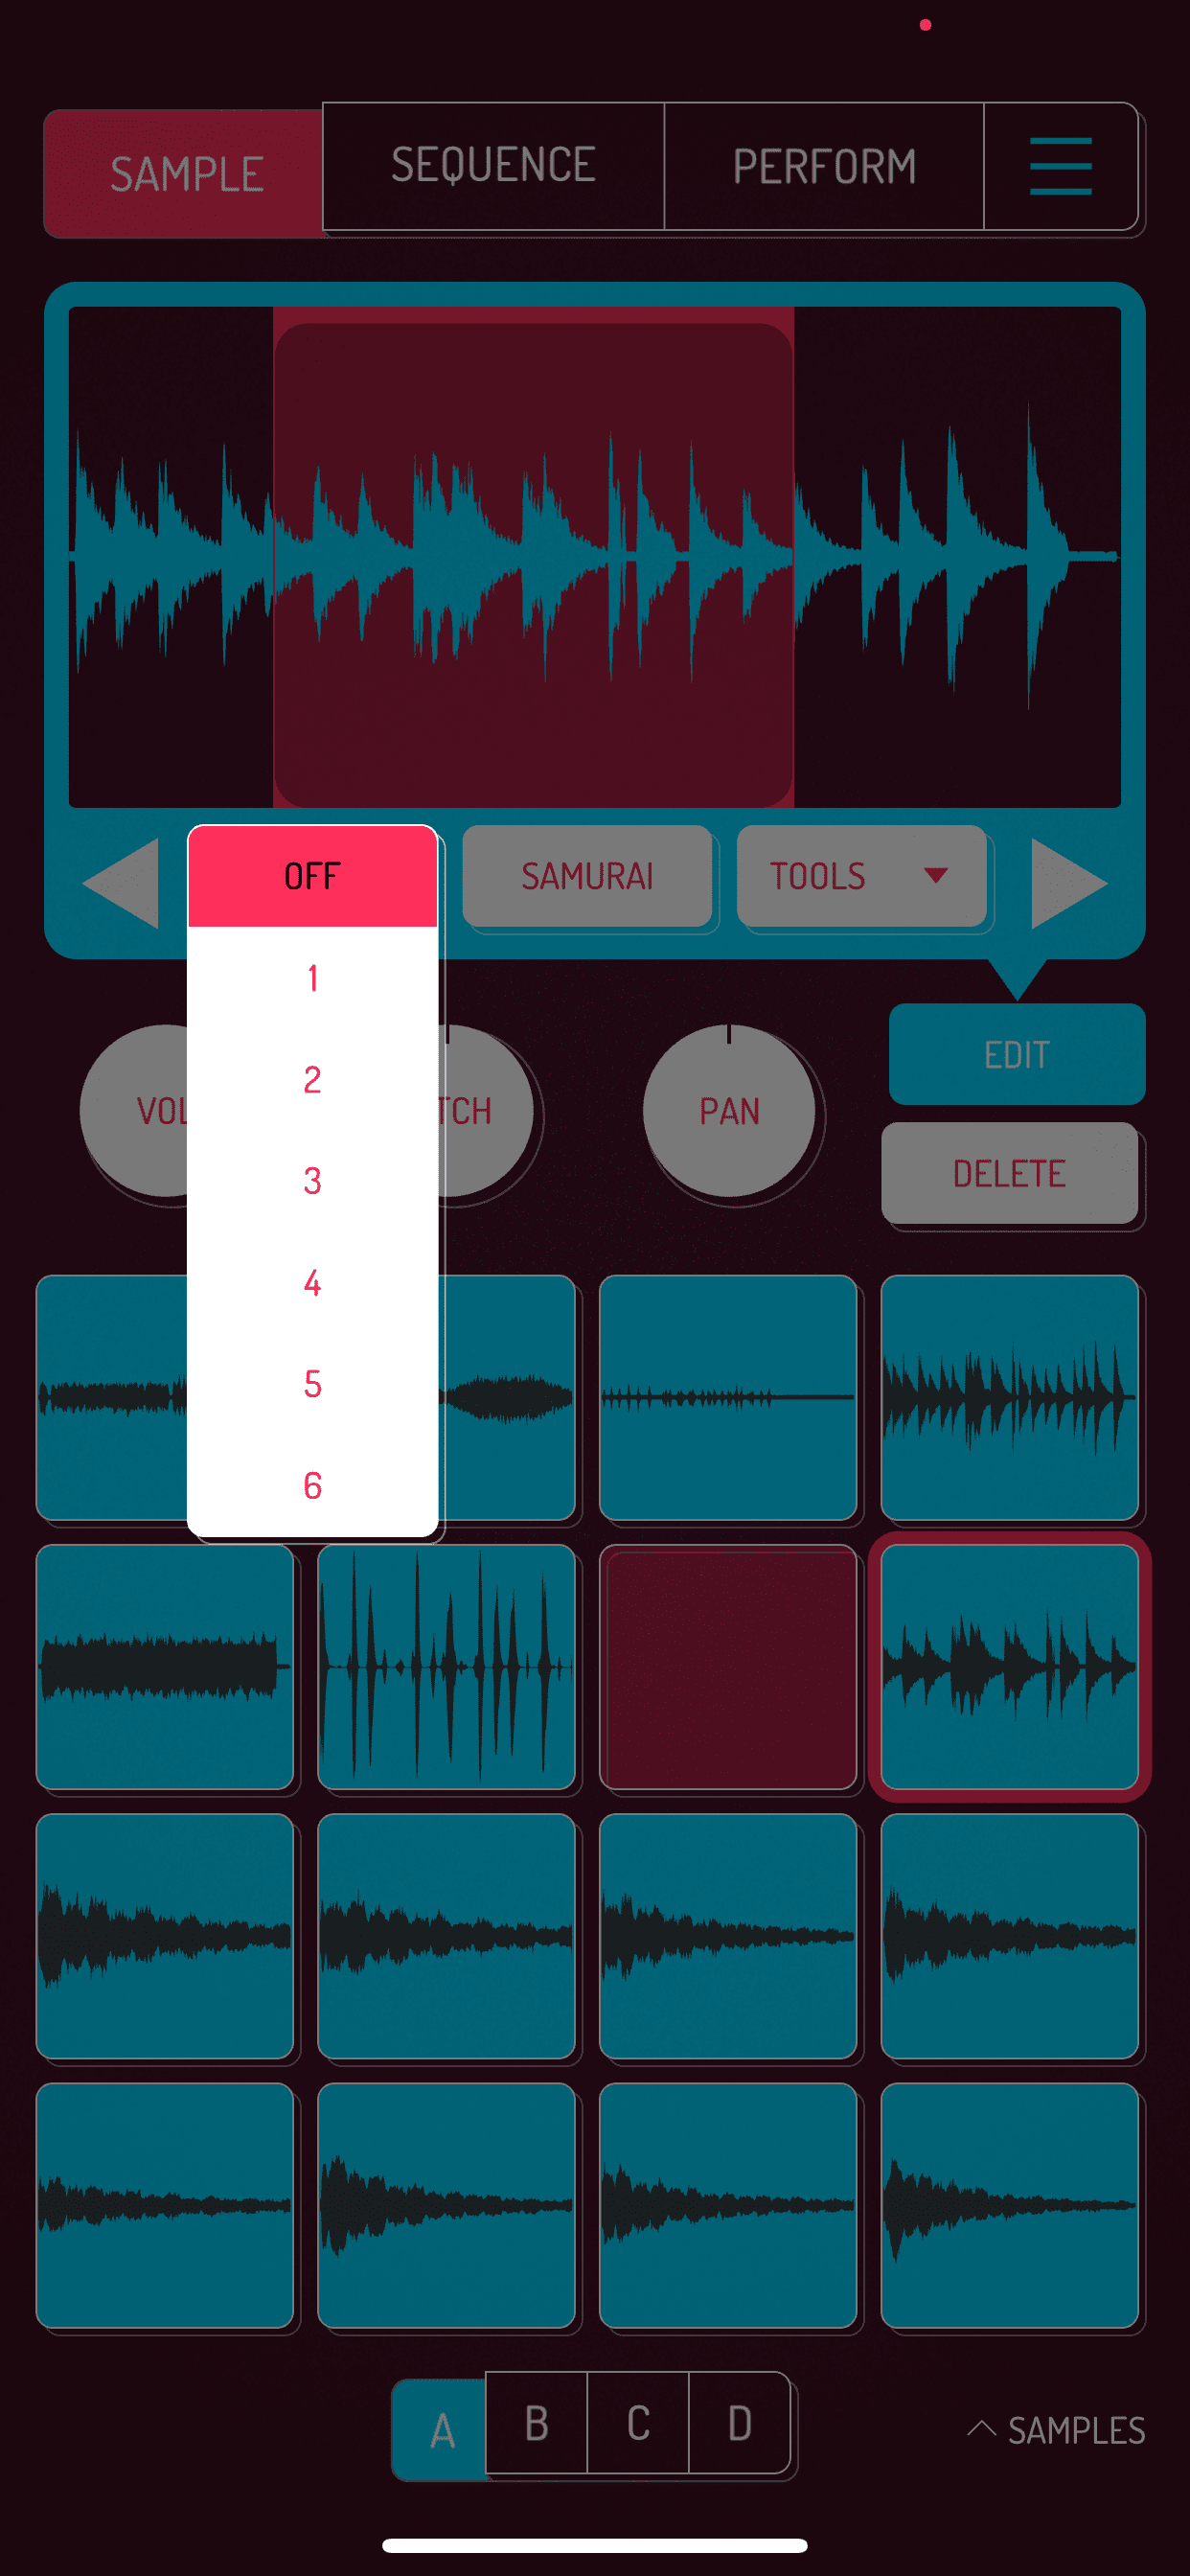 SAMPLE
SEQUENCE
PERFORM
OFF
SAMURAI
TOOLS
1
2
3
4
5
6
VOL
TCH
PAN
EDIT
DELETE
A
B
C
D
SAMPLES